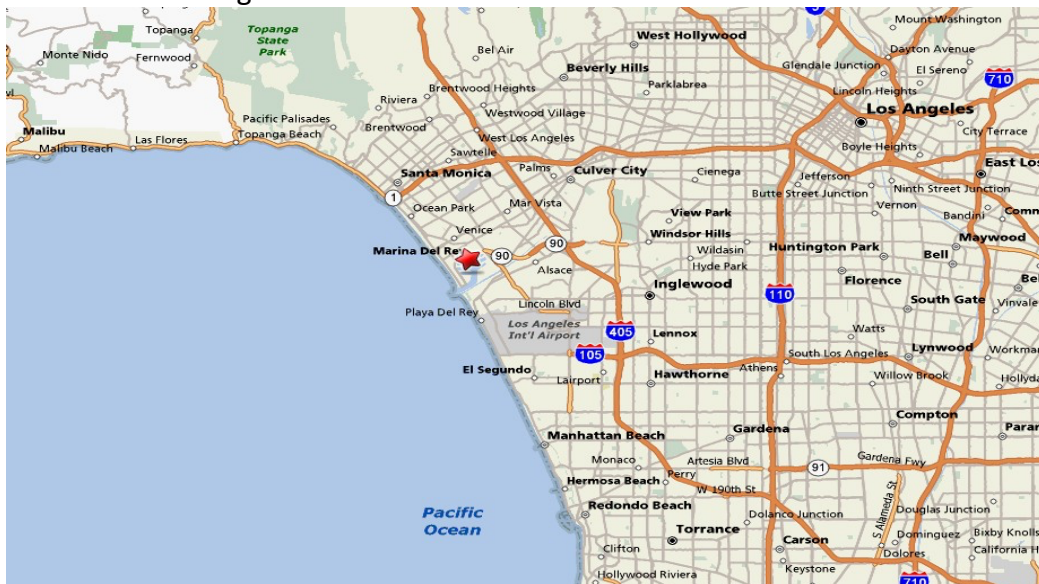 Mount Washington
Topanga
Topanga
State
Park
West Hollywood
Dayton Avenue
Monte Nido
Fernwood
Bel Air
Glendale Junction
El Sereno
710
Beverly Hills
Parklabrea
Brentwood Heights
Lincoln Heights
Riviera
Los Angeles
Westwood Village
Pacific Palisades
Brentwood
City Terrace
Malibu
Las Flores
Topanga Beach
West Los Angeles
Malibu Beach
Sawtelle
Boyle Heights
East Los
Santa Monica
Palms
Culver City
Cienega
Jefferson
Butte Street Junction
Ninth Street Junction
1
Ocean Park
Mar Vista
View Park
Vernon
Bandini
Comm
Venice
Windsor Hills
Maywood
Marina Del Re
90
90
Wildasin
Huntington Park
Bell
Alsace
Hyde Park
Florence
Be
Inglewood
110
South Gate
Vinvale
Lincoln Blvd
Playa Del Rey
Los Angeles
Int'l Airport
405
Lennox
Watts
Lynwood
105
South Los Angeles
Workman
El Segundo
Lairport
Hawthorne
Athens
Willow Brook
Hollyda
Compton
Manhattan Beach
Gardena
Paran
Monaco
Artesia Blvd
91
Gardena Fwy
Perry
Hermosa Beach
W 190th St
Redondo Beach
Dolanco Junction
S Alameda St
Douglas Junction
Pacific
Ocean
Torrance
Carson
Dominguez
Bixby Knolls
Clifton
Dolores
California H
Hollywood Riviera
Keystone
710